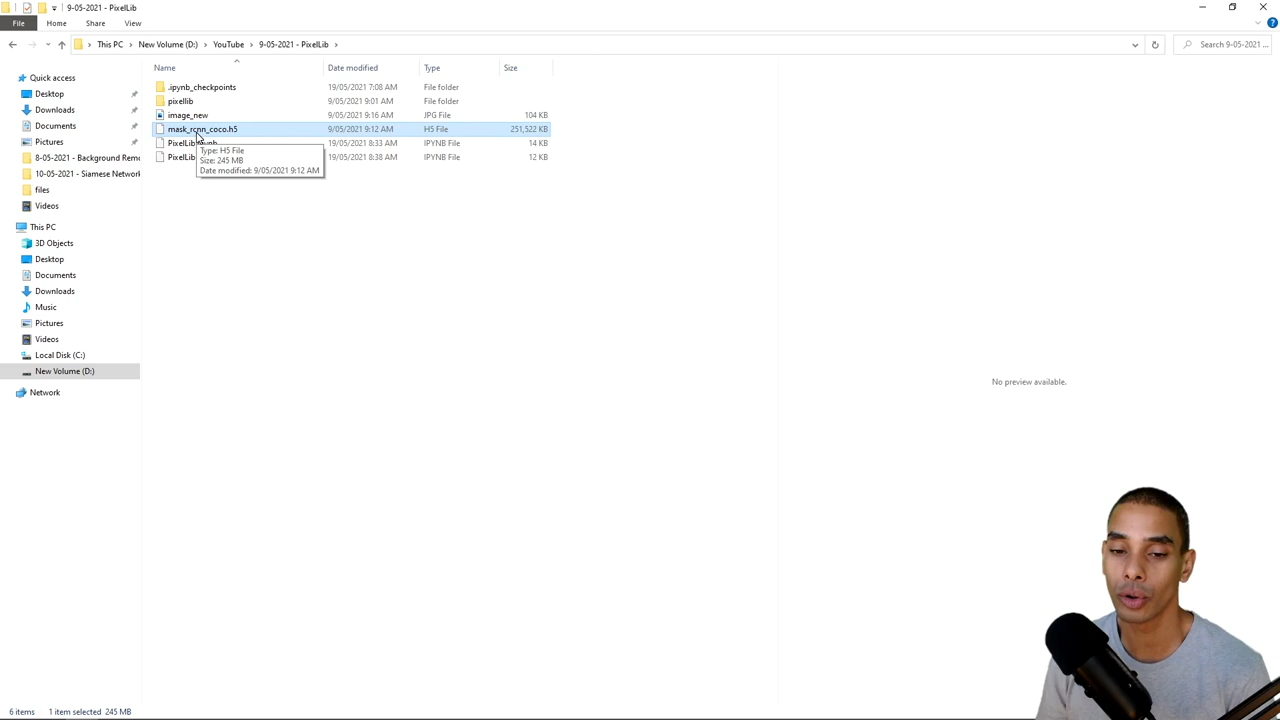 9-05-2021 - PixelLib
File Home Share View
This PC New Volume (D:) YouTube 9-05-2021 - PixelLib Search 9-05-2021 ...
Name Date modified Type Size
Quick access
Desktop
Downloads
Documents
Pictures
8-05-2021 - Background Remo
10-05-2021 - Siamese Network
files
Videos
This PC
3D Objects
Desktop
Documents
Downloads
Music
Pictures
Videos
Local Disk (C:)
New Volume (D:)
Network
.ipynb_checkpoints 19/05/2021 7:08 AM File folder
pixellib 9/05/2021 9:01 AM File folder
image_new 9/05/2021 9:16 AM JPG File 104 KB
mask_rcnn_coco.h5 9/05/2021 9:12 AM H5 File 251,522 KB
19/05/2021 8:33 AM IPYNB File 14 KB
19/05/2021 8:38 AM IPYNB File 12 KB
Type: H5 File
Size: 245 MB
Date modified: 9/05/2021 9:12 AM
No preview available.
6 items 1 item selected 245 MB